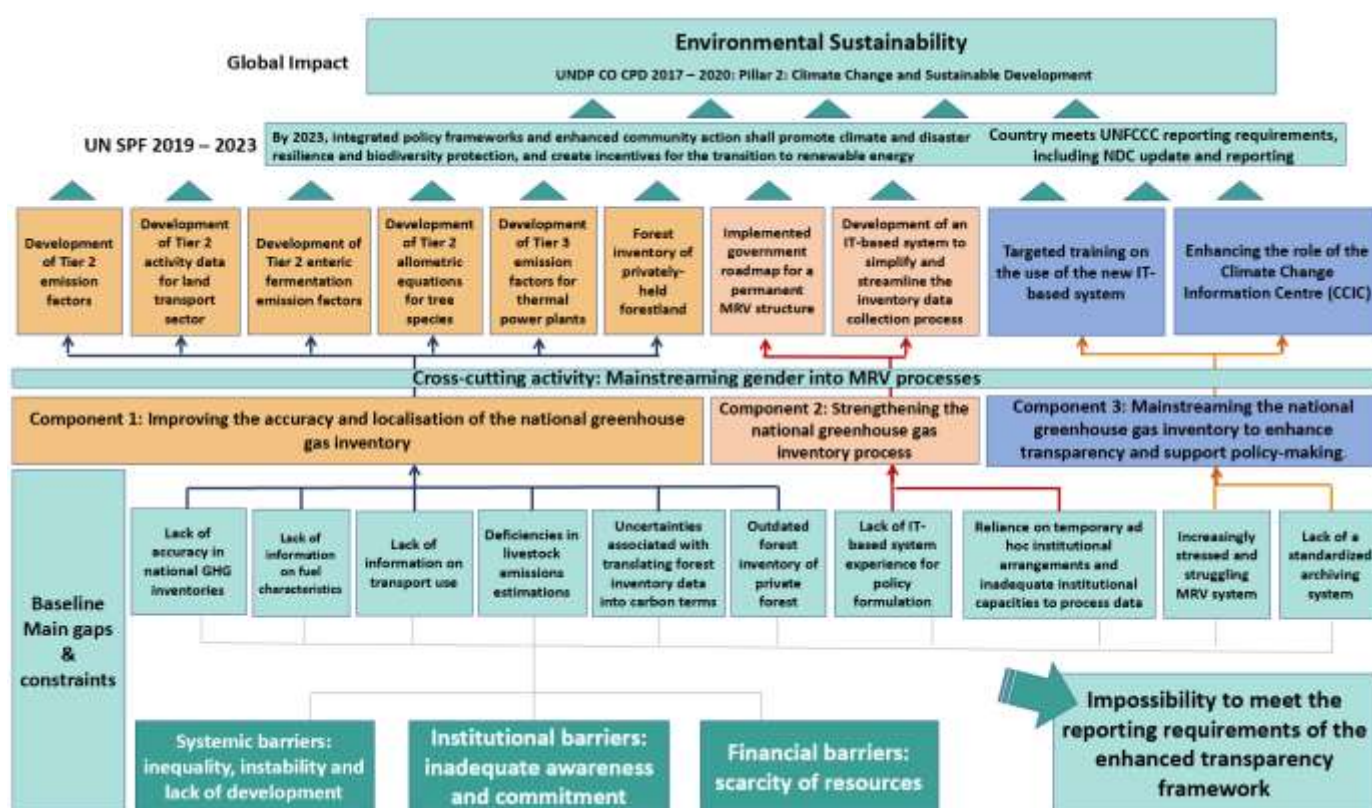 Environmental Sustainability
Global Impact
UNDP CO CPD 2017 – 2020: Pillar 2: Climate Change and Sustainable Development
UN SPF 2019 – 2023
By 2023, integrated policy frameworks and enhanced community action shall promote climate and disaster
resilience and biodiversity protection, and create incentives for the transition to renewable energy
Country meets UNFCCC reporting requirements,
including NDC update and reporting
Development
of Tier 2
emission
factors
Development
of Tier 2
activity data
for land
transport
sector
Development of
Tier 2 enteric
fermentation
emission factors
Development
of Tier 2
allometric
equations
for tree
species
Development
of Tier 3
emission
factors for
thermal
power plants
Forest
inventory of
privately-
held
forestland
Implemented
government
roadmap for a
permanent
MRV structure
Development of an
IT-based system to
simplify and
streamline the
inventory data
collection process
Targeted training
on the use of
the new IT-
based system
Enhancing the role of the
Climate Change
Information Centre (CCIC)
Cross-cutting activity: Mainstreaming gender into MRV processes
Component 1: Improving the accuracy and localisation of the national greenhouse
gas inventory
Component 2: Strengthening the
national greenhouse gas
inventory process
Component 3: Mainstreaming the national
greenhouse gas inventory to enhance
transparency and support policy-making.
Baseline
Main gaps
&
constraints
Lack of
accuracy in
national GHG
inventories
Lack of
information
on fuel
characteristics
Lack of
information on
transport use
Deficiencies in
livestock
emissions
estimations
Uncertainties
associated with
translating forest
inventory data
into carbon terms
Outdated
forest
inventory of
private
forest
Lack of IT-
based system
experience for
policy
formulation
Reliance on temporary ad
hoc institutional
arrangements and
inadequate institutional
capacities to process data
Increasingly
stressed and
struggling
MRV system
Lack of a
standardized
archiving
system
Systemic barriers:
inequality, instability and
lack of development
Institutional barriers:
inadequate awareness
and commitment
Financial barriers:
scarcity of resources
Impossibility to meet the
reporting requirements of the
enhanced transparency
framework